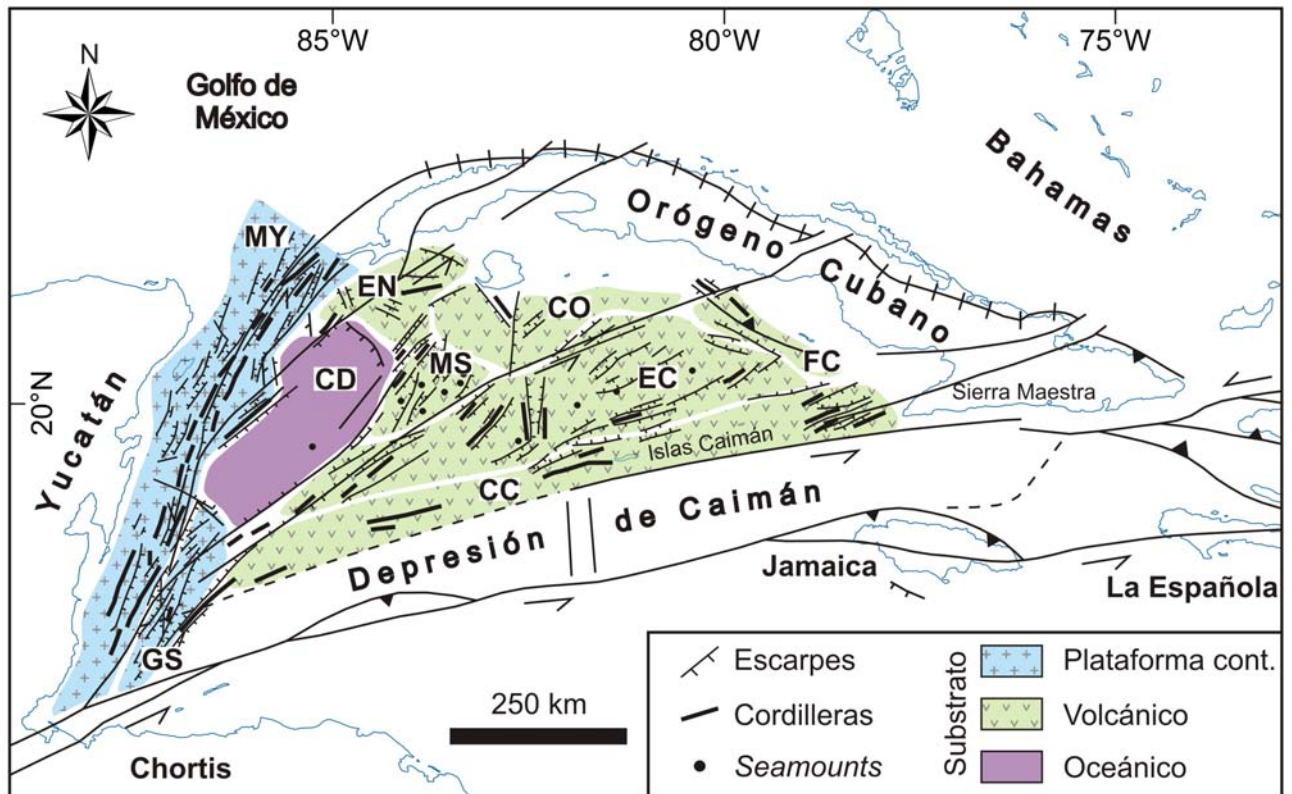 85°W
80°W
75°W
N
Golfo de
México
Bahamas
Orógeno Cubano
MY
EN
CO
CD
MS
EC
FC
20°N
Yucatán
Sierra Maestra
Islas Caimán
CC
Depresión de Caimán
Jamaica
La Española
GS
Chortis
250 km
Escarpes
Cordilleras
Seamounts
Substrato
Plataforma cont.
Volcánico
Oceánico